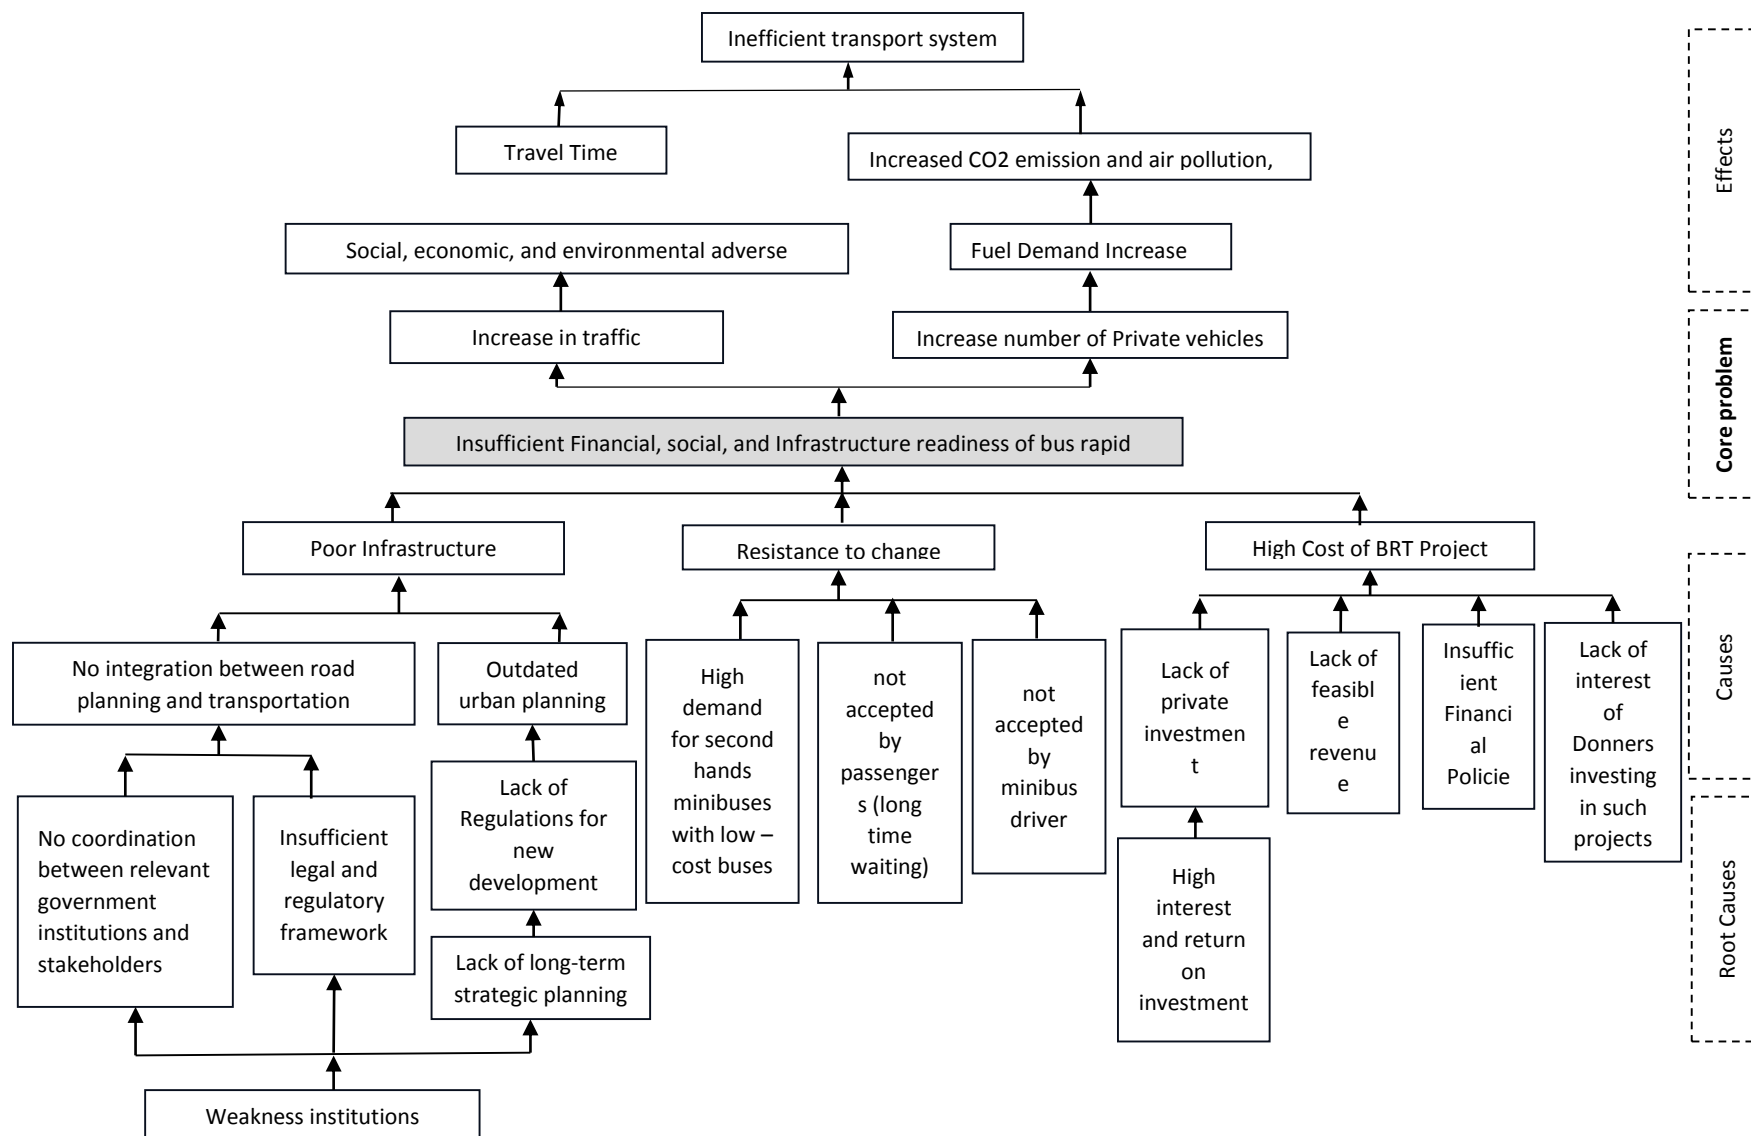 Inefficient transport system
Travel Time
Increased CO2 emission and air pollution,
Social, economic, and environmental adverse
Fuel Demand Increase
Increase in traffic
Increase number of Private vehicles
Insufficient Financial, social, and Infrastructure readiness of bus rapid
Poor Infrastructure
Resistance to change
High Cost of BRT Project
No integration between road
planning and transportation
Outdated
urban planning
High
demand
for second
hands
minibuses
with low –
cost buses
not
accepted
by
passenger
s (long
time
waiting)
not
accepted
by
minibus
driver
Lack of
private
investmen
t
Lack of
feasibl
e
revenu
e
Insuffic
ient
Financi
al
Policie
Lack of
interest
of
Donners
investing
in such
projects
No coordination
between relevant
government
institutions and
stakeholders
Insufficient
legal and
regulatory
framework
Lack of
Regulations for
new
development
Lack of long-term
strategic planning
High
interest
and return
on
investment
Weakness institutions
Effects
Core problem
Causes
Root Causes